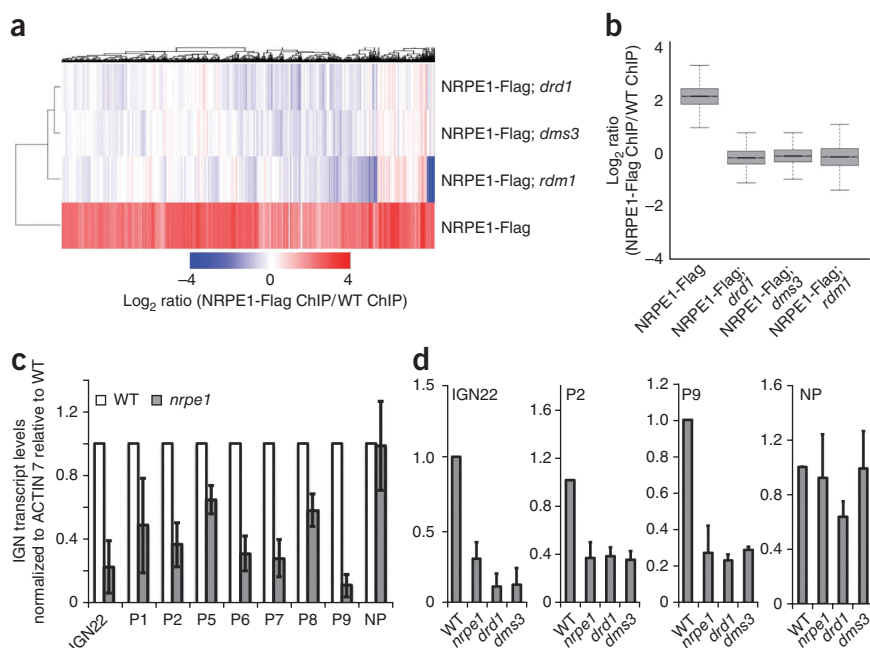 a
NRPE1-Flag; drd1
NRPE1-Flag; dms3
NRPE1-Flag; rdm1
NRPE1-Flag
−4 0 4
Log2 ratio (NRPE1-Flag ChIP/WT ChIP)
b
Log2 ratio
(NRPE1-Flag ChIP/WT ChIP)
4
2
0
−2
−4
NRPE1-Flag
NRPE1-Flag;
drd1
NRPE1-Flag;
dms3
NRPE1-Flag;
rdm1
c
IGN transcript levels
normalized to ACTIN 7 relative to WT
WT nrpe1
1.2
0.8
0.4
0
IGN22 P1 P2 P5 P6 P7 P8 P9 NP
d
IGN22
1.5
1.0
0.5
0
WT nrpe1 drd1 dms3
P2
1.6
1.2
0.8
0.4
0
WT nrpe1 drd1 dms3
P9
1.2
1.0
0.8
0.6
0.4
0.2
0
WT nrpe1 drd1 dms3
NP
1.6
1.2
0.8
0.4
0
WT nrpe1 drd1 dms3